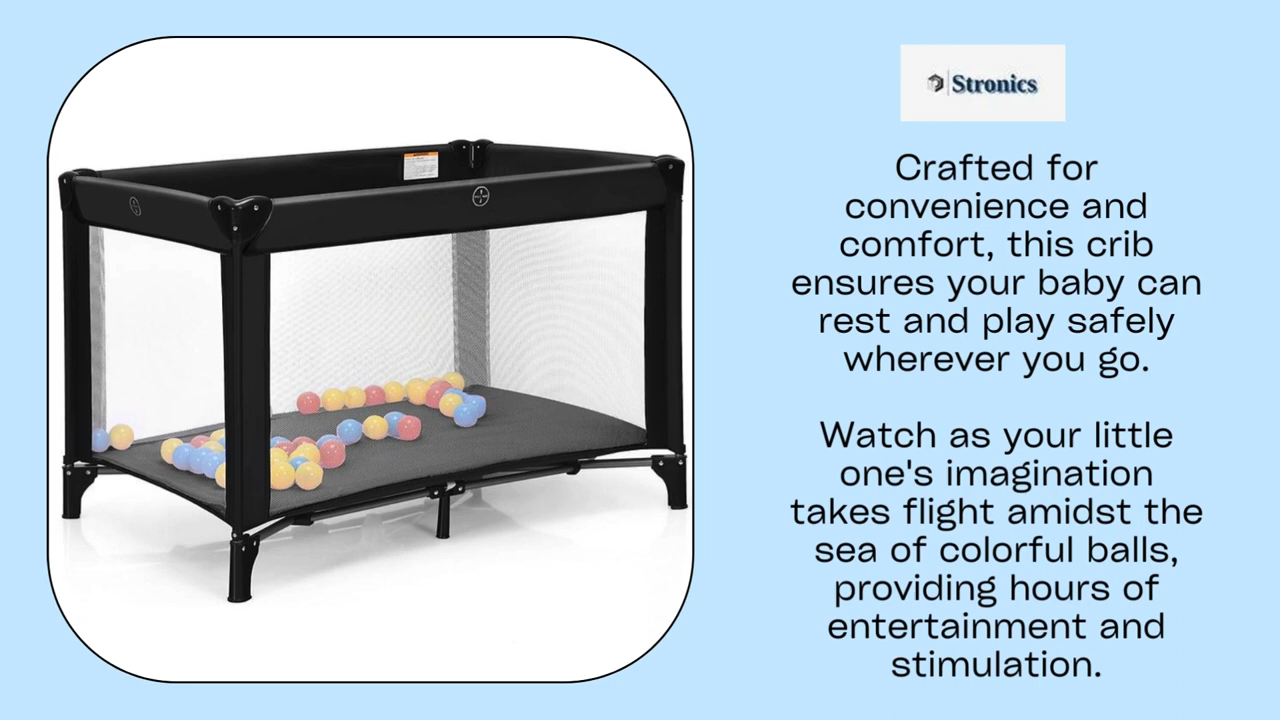 Stronics
Crafted for
convenience and
comfort, this crib
ensures your baby can
rest and play safely
wherever you go.
Watch as your little
one's imagination
takes flight amidst the
sea of colorful balls,
providing hours of
entertainment and
stimulation.